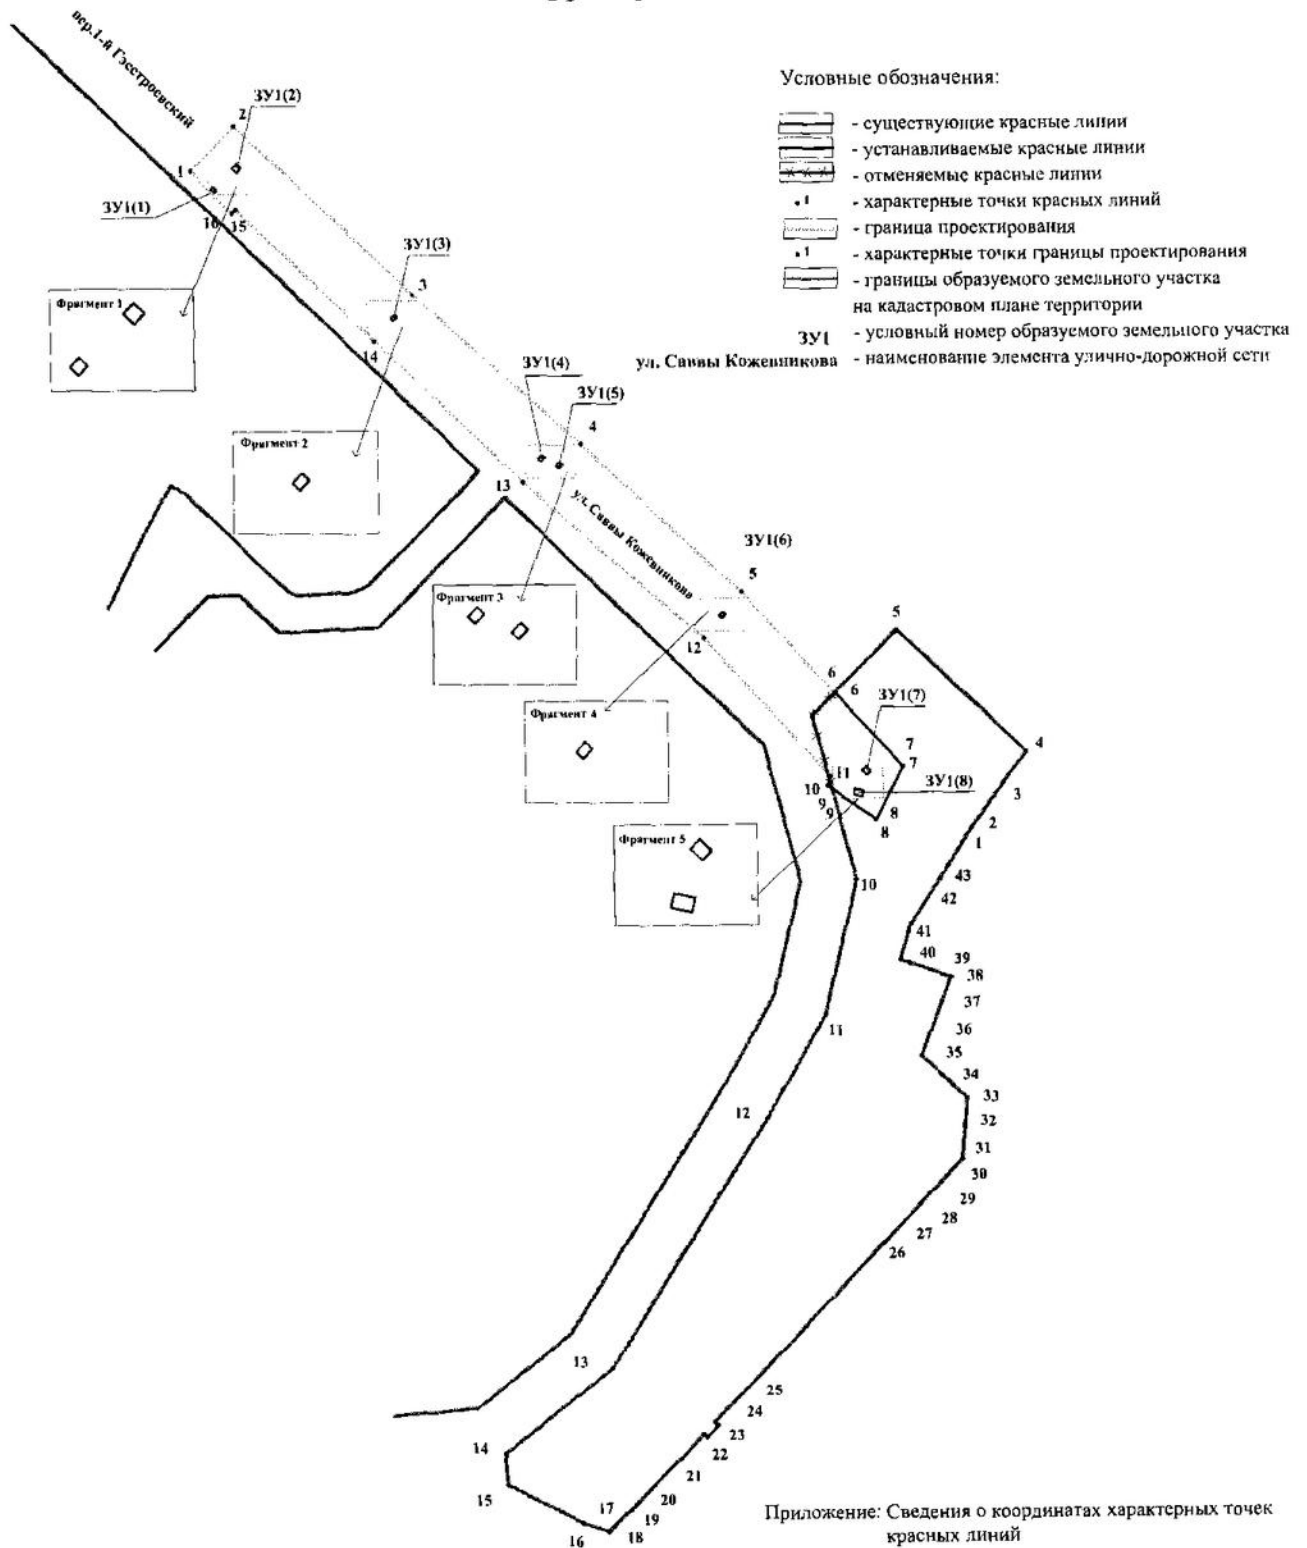 пер.1-й Гэсстроевский
2
ЗУ1(2)
1
ЗУ1(1)
16
15
ЗУ1(3)
3
Фрагмент 1
14
ЗУ1(4)
ЗУ1(5)
4
Фрагмент 2
13
ул. Саввы Кожевникова
ЗУ1(6)
5
Фрагмент 3
12
5
6
6
ЗУ1(7)
Фрагмент 4
7
7
4
11
10
ЗУ1(8)
3
9
9
8
8
2
Фрагмент 5
1
43
10
42
41
40
39
38
37
11
36
35
34
33
12
32
31
30
29
28
27
26
13
25
24
23
14
22
21
15
20
17
19
16
18
Условные обозначения:
- существующие красные линии
- устанавливаемые красные линии
- отменяемые красные линии
1 - характерные точки красных линий
- граница проектирования
1 - характерные точки границы проектирования
- границы образуемого земельного участка
на кадастровом плане территории
ЗУ1 - условный номер образуемого земельного участка
ул. Саввы Кожевникова - наименование элемента улично-дорожной сети
Приложение: Сведения о координатах характерных точек
красных линий